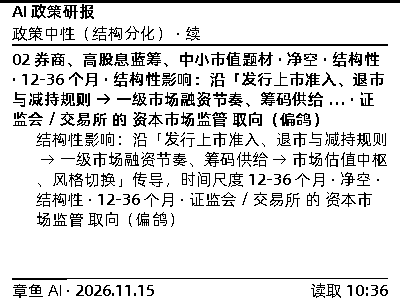 AI 政策研报
政策中性（结构分化）· 续
02 券商、高股息蓝筹、中小市值题材 · 净空 · 结构性
· 12-36 个月 · 结构性影响：沿「发行上市准入、退市
与减持规则 → 一级市场融资节奏、筹码供给 … · 证
监会 / 交易所 的 资本市场监管 取向（偏鸽）
结构性影响：沿「发行上市准入、退市与减持规则
→ 一级市场融资节奏、筹码供给 → 市场估值中枢
、风格切换」传导，时间尺度 12-36 个月 · 净空 ·
结构性 · 12-36 个月 · 证监会 / 交易所 的 资本市
场监管 取向（偏鸽）
章鱼 AI · 2026.11.15
读取 10:36